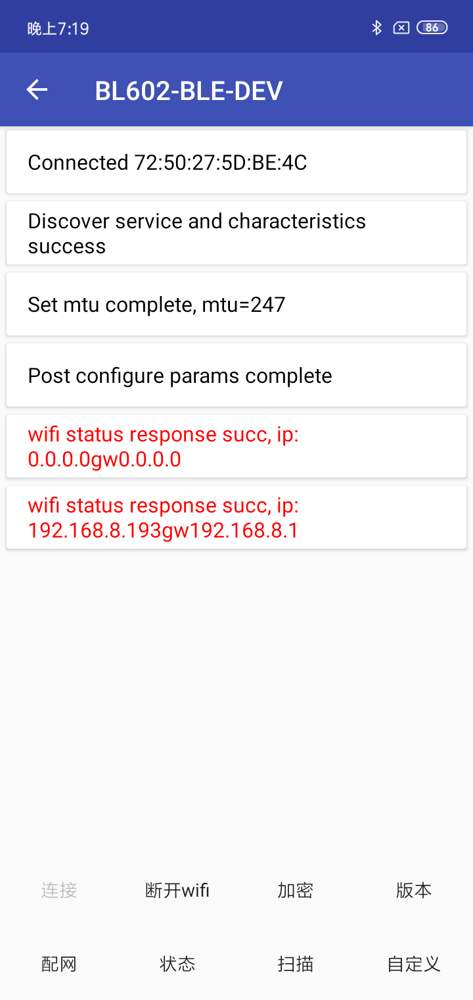 晚上7:19
86
BL602-BLE-DEV
Connected 72:50:27:5D:BE:4C
Discover service and characteristics
success
Set mtu complete, mtu=247
Post configure params complete
wifi status response succ, ip:
0.0.0.0gw0.0.0.0
wifi status response succ, ip:
192.168.8.193gw192.168.8.1
连接 断开wifi 加密 版本
配网 状态 扫描 自定义